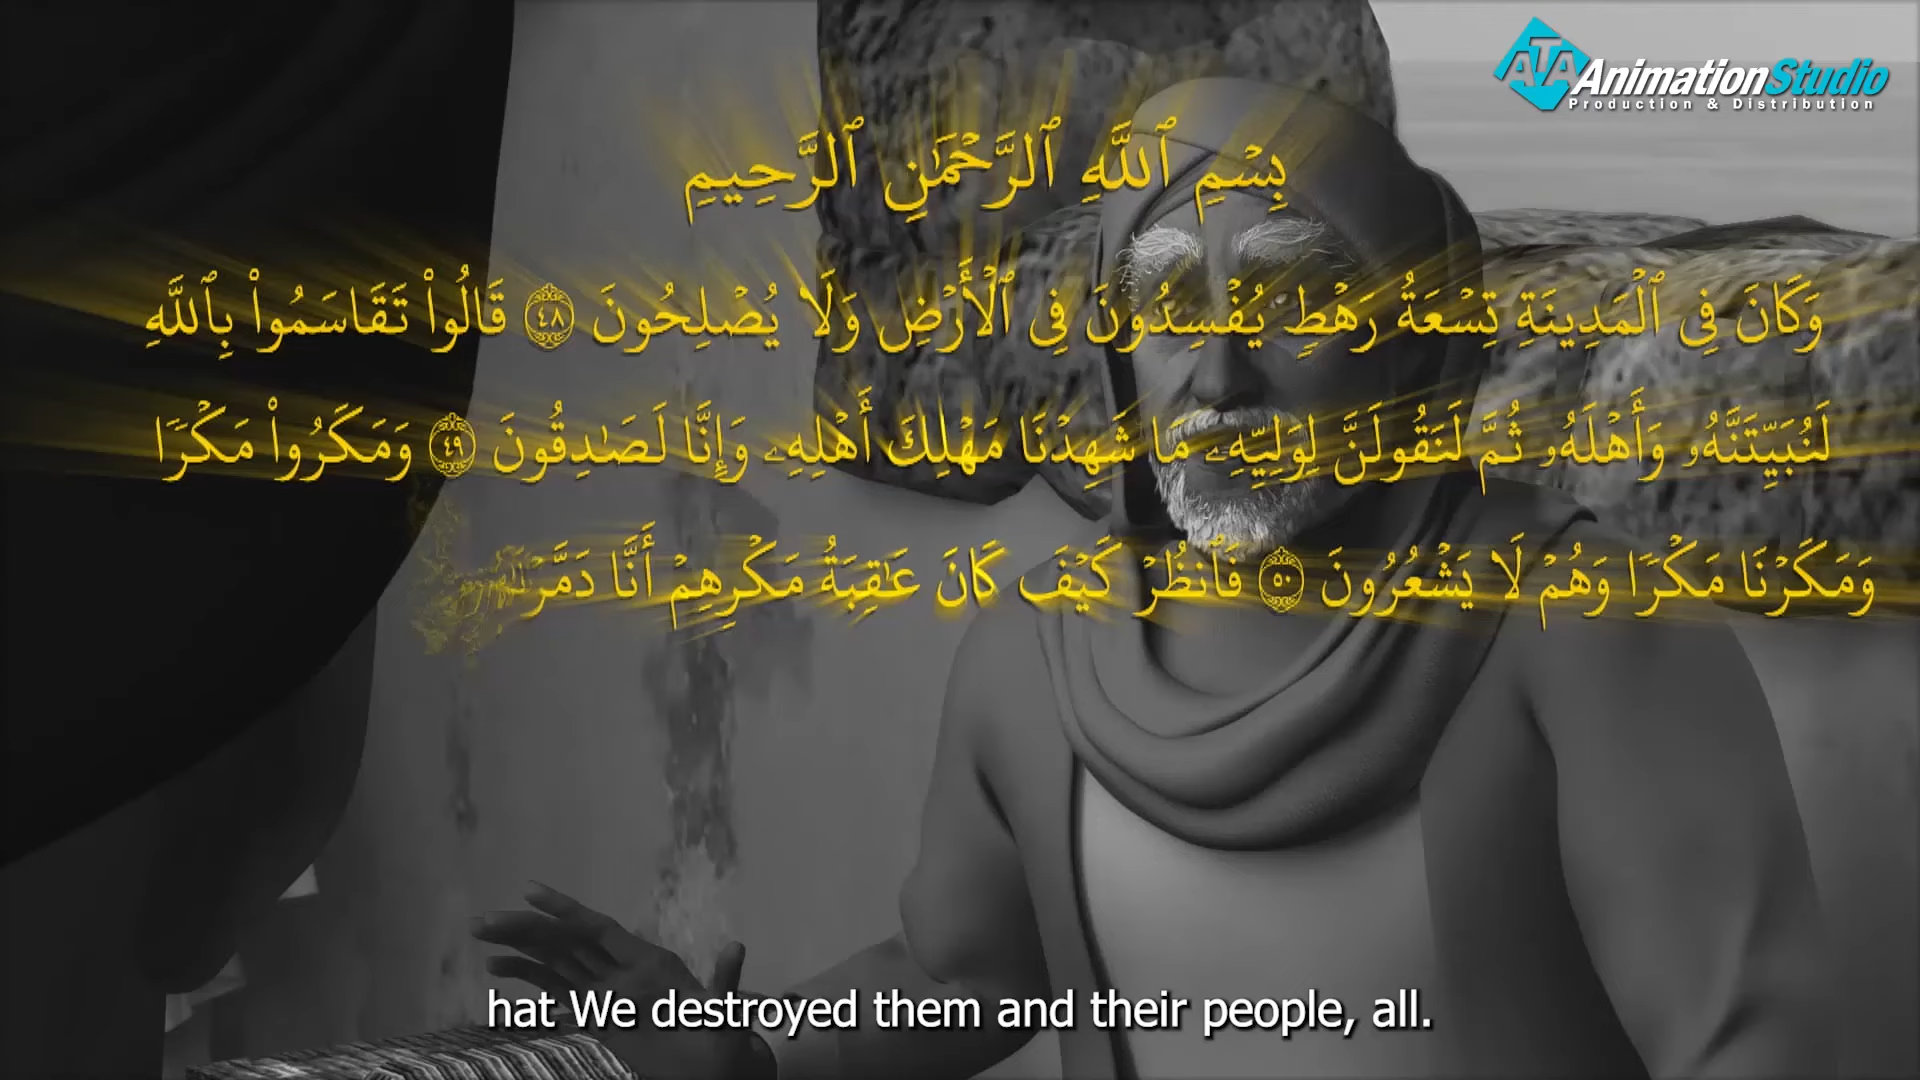 ATA AnimationStudio
Production & Distribution
بِسْمِ ٱللَّهِ ٱلرَّحْمَٰنِ ٱلرَّحِيمِ
وَكَانَ فِى ٱلْمَدِينَةِ تِسْعَةُ رَهْطٍ يُفْسِدُونَ فِى ٱلْأَرْضِ وَلَا يُصْلِحُونَ ٤٨ قَالُوا۟ تَقَاسَمُوا۟ بِٱللَّهِ
لَنُبَيِّتَنَّهُۥ وَأَهْلَهُۥ ثُمَّ لَنَقُولَنَّ لِوَلِيِّهِۦ مَا شَهِدْنَا مَهْلِكَ أَهْلِهِۦ وَإِنَّا لَصَٰدِقُونَ ٤٩ وَمَكَرُوا۟ مَكْرًا
وَمَكَرْنَا مَكْرًا وَهُمْ لَا يَشْعُرُونَ ٥٠ فَٱنظُرْ كَيْفَ كَانَ عَٰقِبَةُ مَكْرِهِمْ أَنَّا
hat We destroyed them and their people, all.